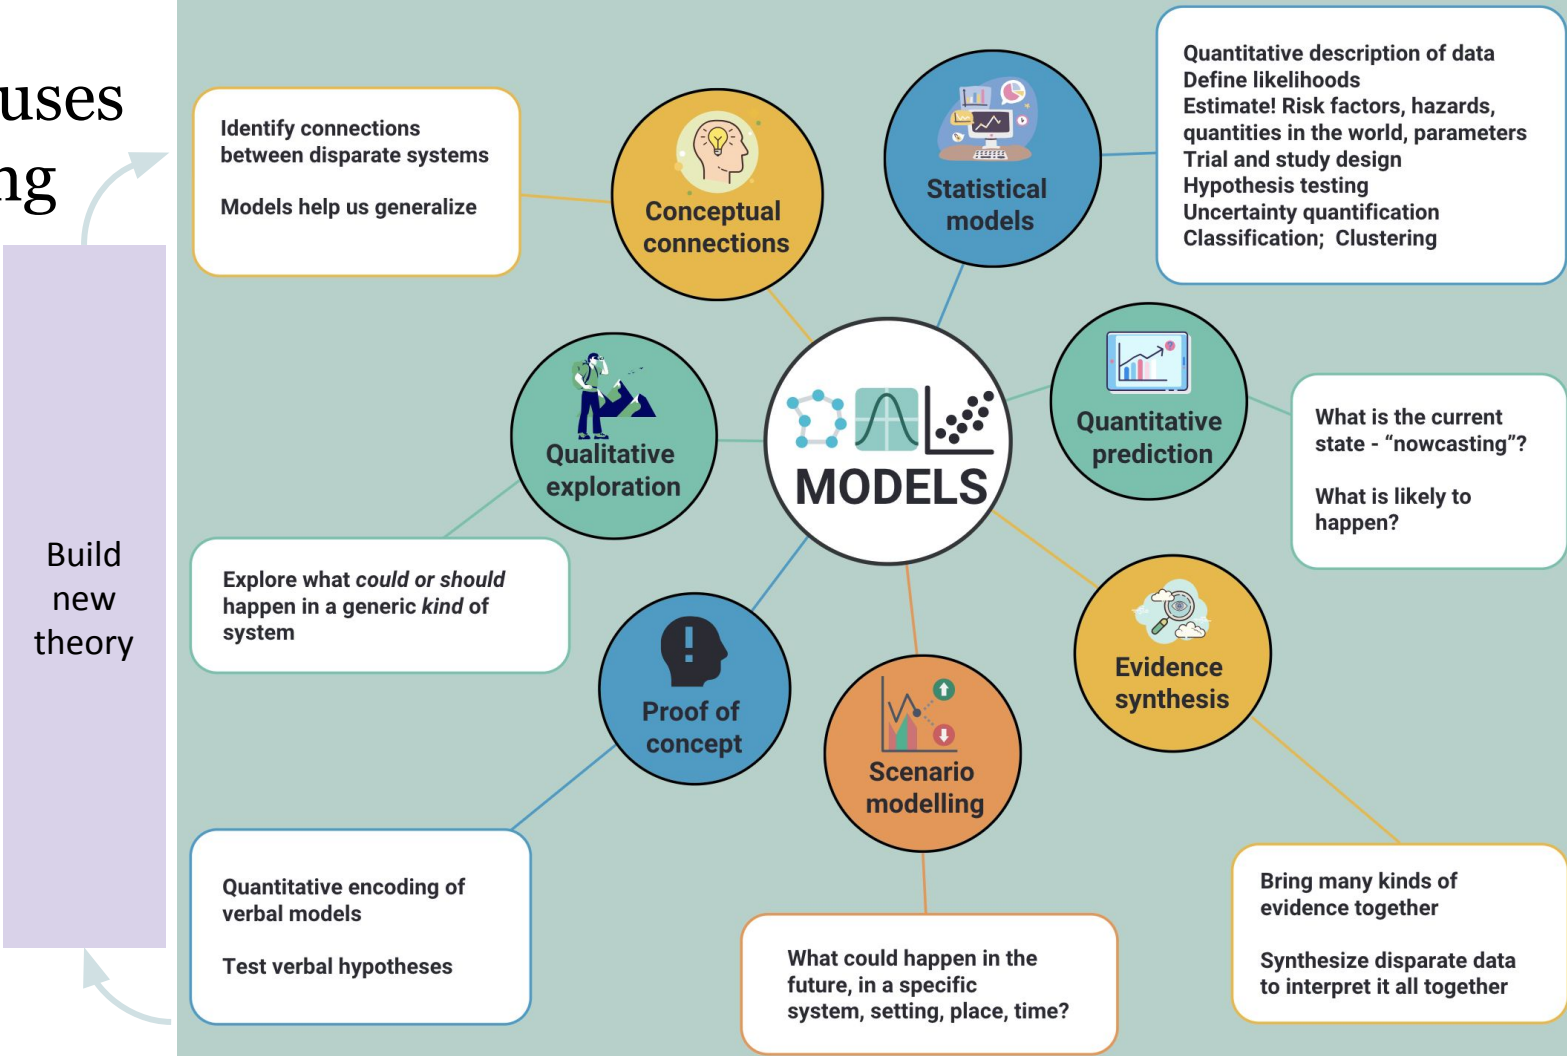 uses
ng
Build
new
theory
Identify connections
between disparate systems
Models help us generalize
Conceptual
connections
Statistical
models
Quantitative description of data
Define likelihoods
Estimate! Risk factors, hazards,
quantities in the world, parameters
Trial and study design
Hypothesis testing
Uncertainty quantification
Classification; Clustering
Qualitative
exploration
MODELS
Quantitative
prediction
What is the current
state - “nowcasting”?
What is likely to
happen?
Explore what could or should
happen in a generic kind of
system
Proof of
concept
Scenario
modelling
Evidence
synthesis
Quantitative encoding of
verbal models
Test verbal hypotheses
What could happen in the
future, in a specific
system, setting, place, time?
Bring many kinds of
evidence together
Synthesize disparate data
to interpret it all together